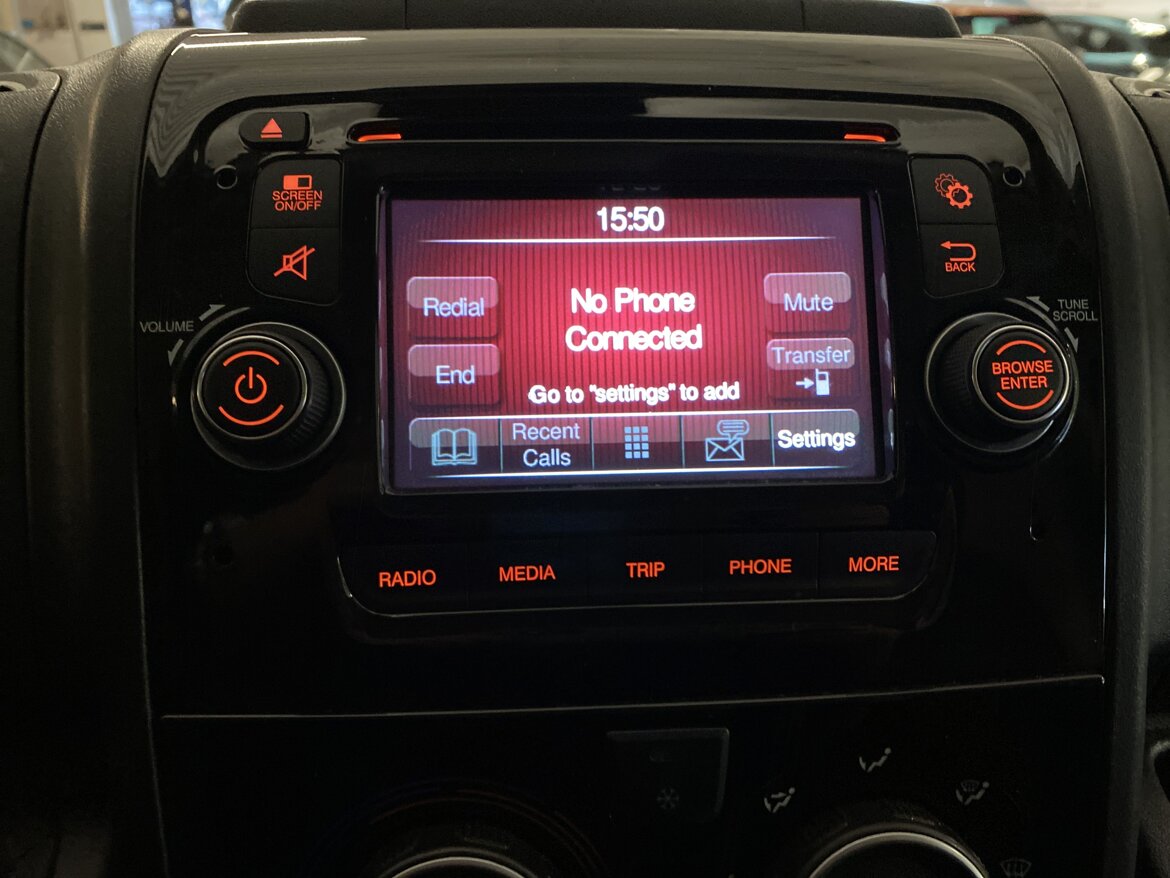 SCREEN
ON/OFF
VOLUME
15:50
Redial
No Phone
Connected
Mute
End
Transfer
Go to "settings" to add
Recent
Calls
Settings
BACK
TUNE
SCROLL
BROWSE
ENTER
RADIO
MEDIA
TRIP
PHONE
MORE